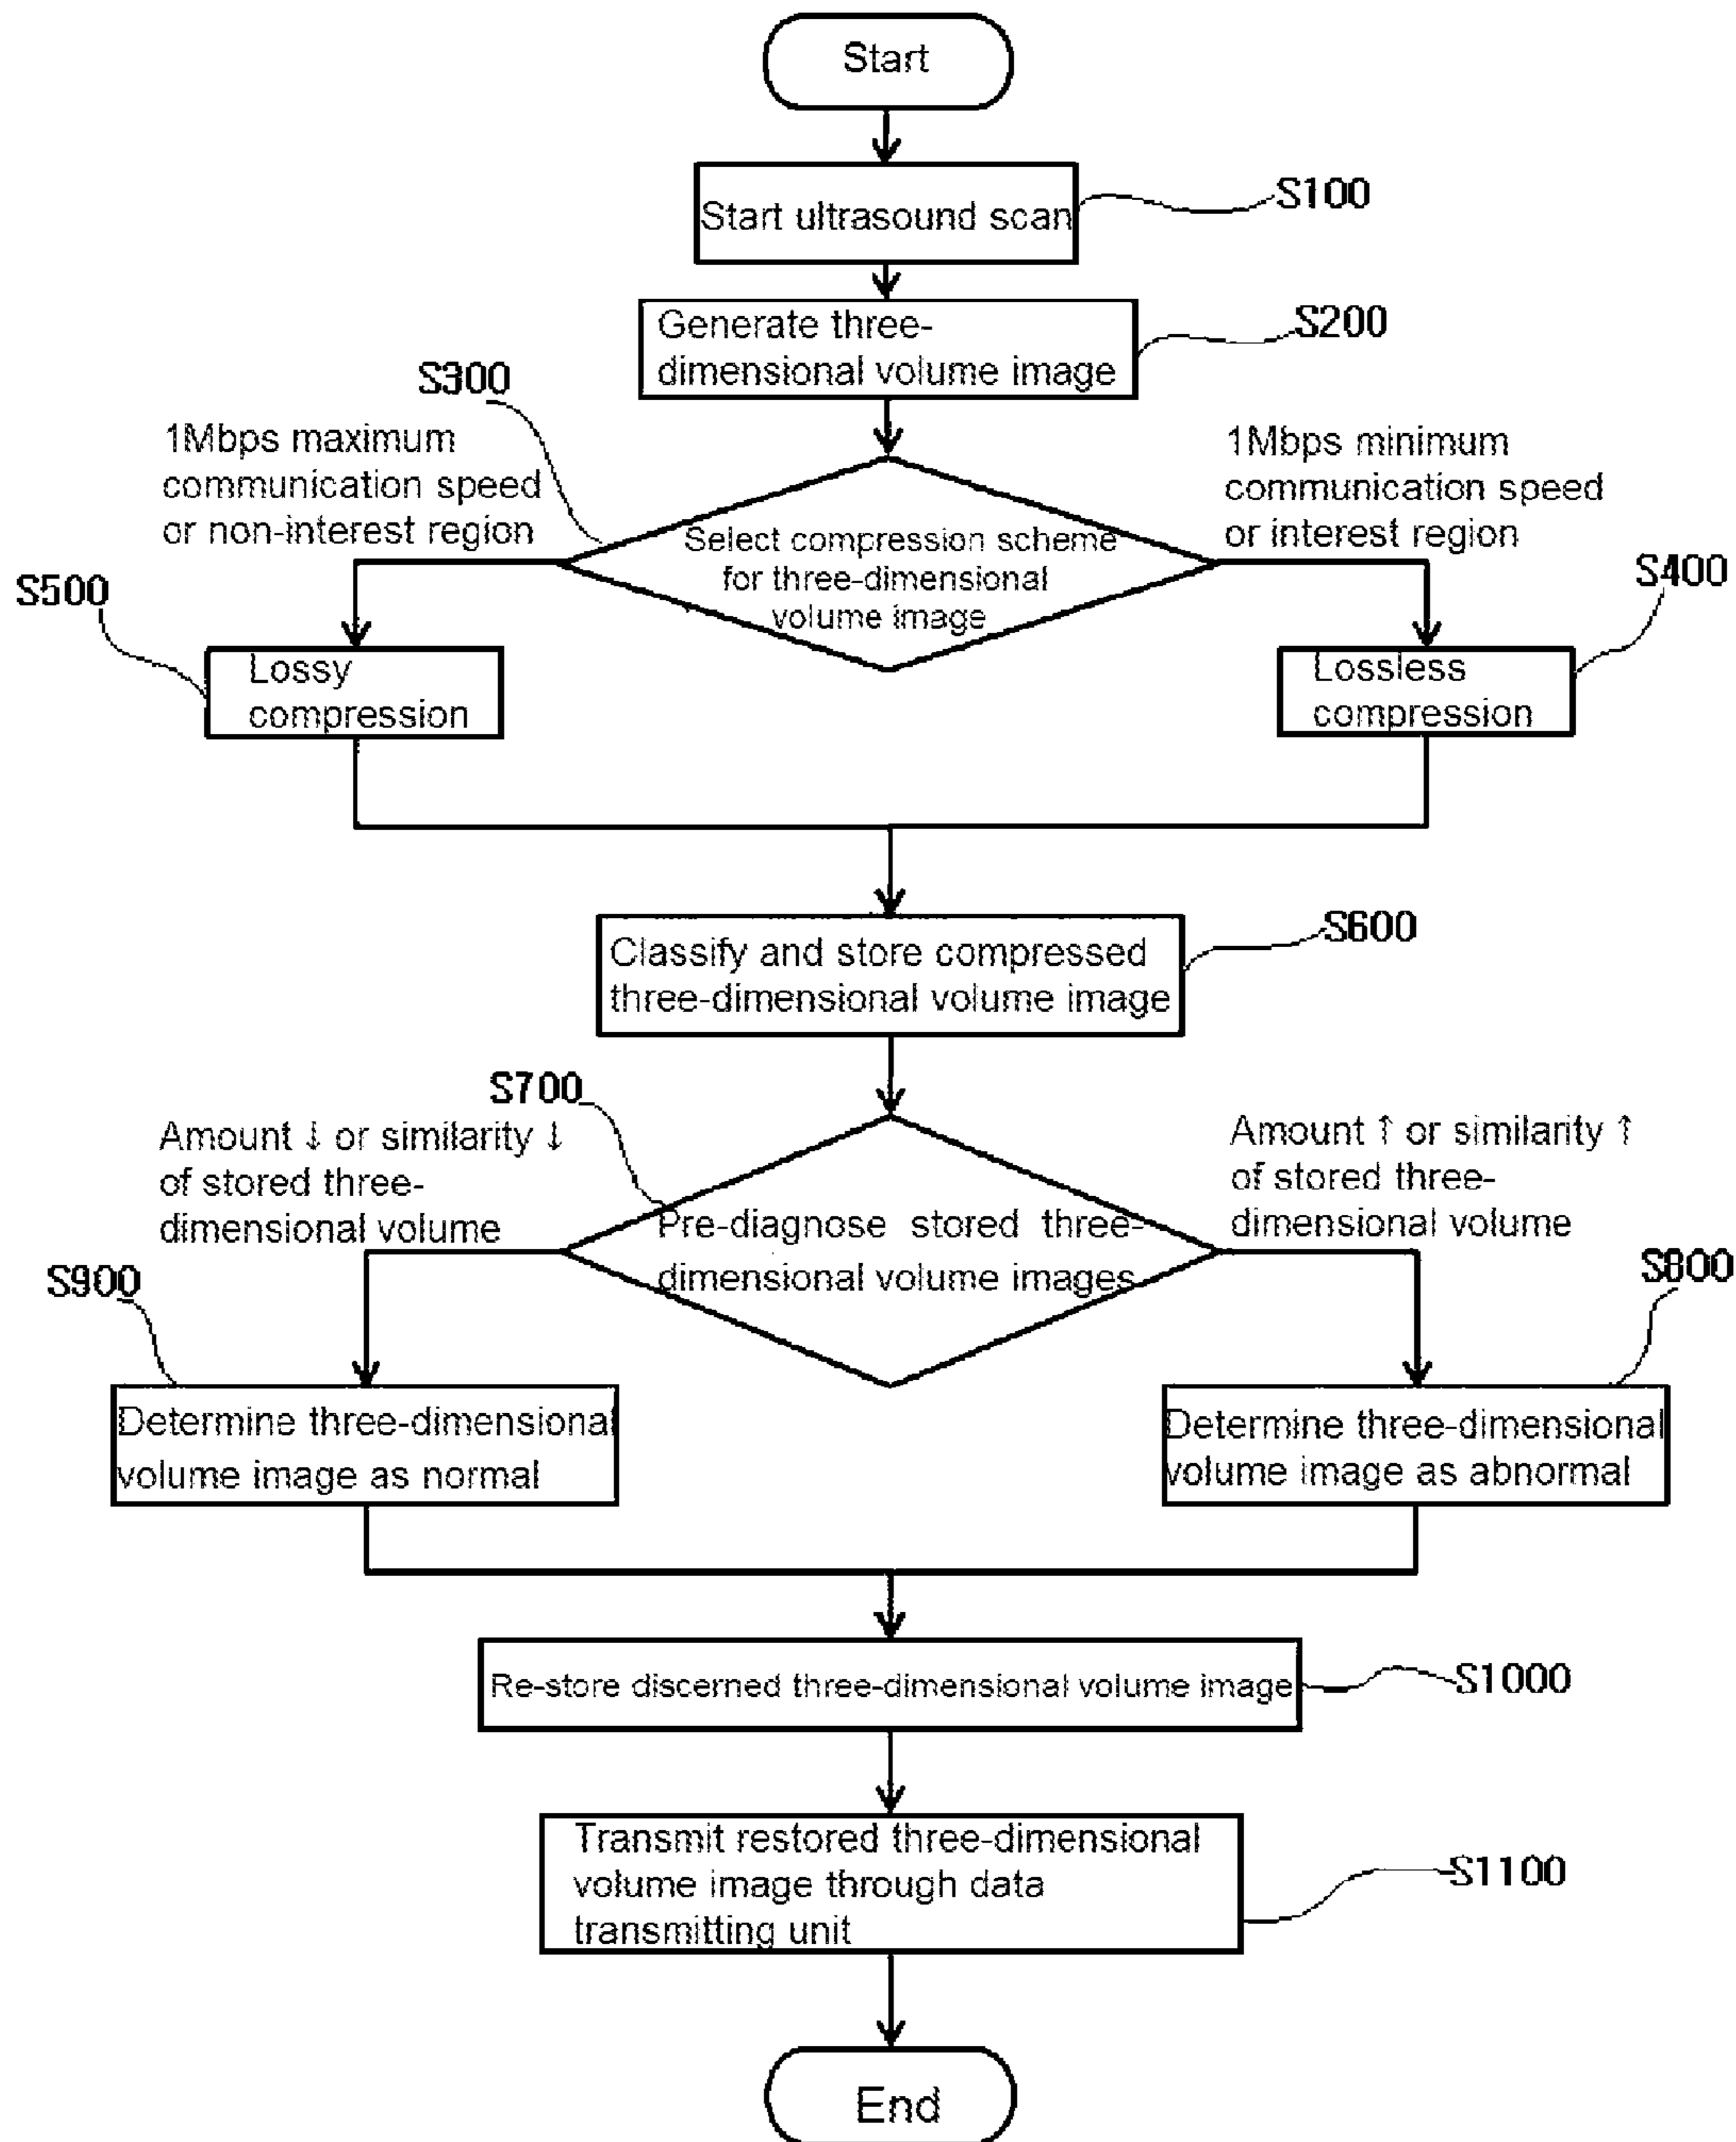 Start
Start ultrasound scan
S100
Generate three-
dimensional volume image
S200
S300
1Mbps maximum
communication speed
or non-interest region
1Mbps minimum
communication speed
or interest region
Select compression scheme
for three-dimensional
volume image
S500
S400
Lossy
compression
Lossless
compression
Classify and store compressed
three-dimensional volume image
S600
S700
Amount ↓ or similarity ↓
of stored three-
dimensional volume
Amount ↑ or similarity ↑
of stored three-
dimensional volume
Pre-diagnose stored three-
dimensional volume images
S900
S800
Determine three-dimensional
volume image as normal
Determine three-dimensional
volume image as abnormal
Re-store discerned three-dimensional volume image
S1000
Transmit restored three-dimensional
volume image through data
transmitting unit
S1100
End